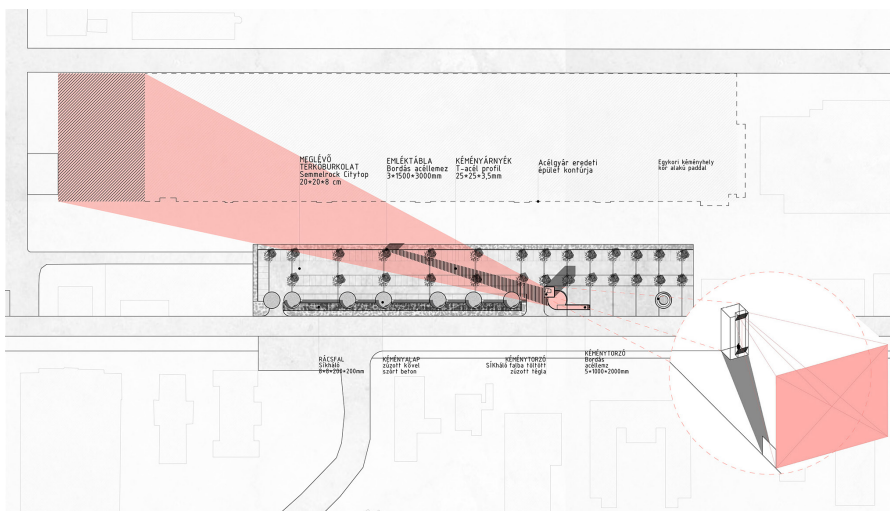 MEGLÉVŐ
TÉRKŐBURKOLAT
Semmelrock Citytop
20*20*8 cm
EMLÉKTÁBLA
Bordás acéllemez
3*1500*3000mm
KÉMÉNYÁRNYÉK
T-acél profil
25*25*3,5mm
Acélgyár eredeti
épület kontúrja
Egykori kéményhely
kör alakú paddal
RÁCSFAL
Síkháló
8*6*200*200mm
KÉMÉNYALAP
zúzott kővel
szórt beton
KÉMÉNYTORZÓ
Síkháló falba töltött
zúzott tégla
KÉMÉNYTORZÓ
Bordás
acéllemz
5*1000*2000mm